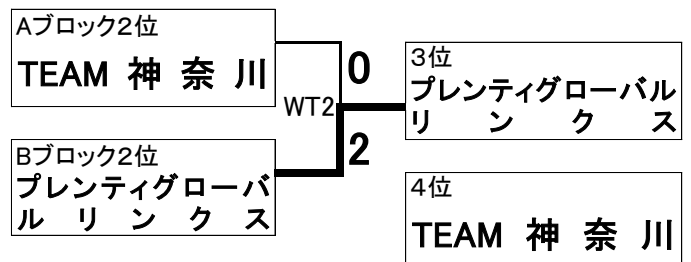 Aブロック2位
TEAM 神 奈 川
0
WT2
2
Bブロック2位
プレンティグローバ
ル リ ン ク ス
3位
プレンティグローバル
リ ン ク ス
4位
TEAM 神 奈 川